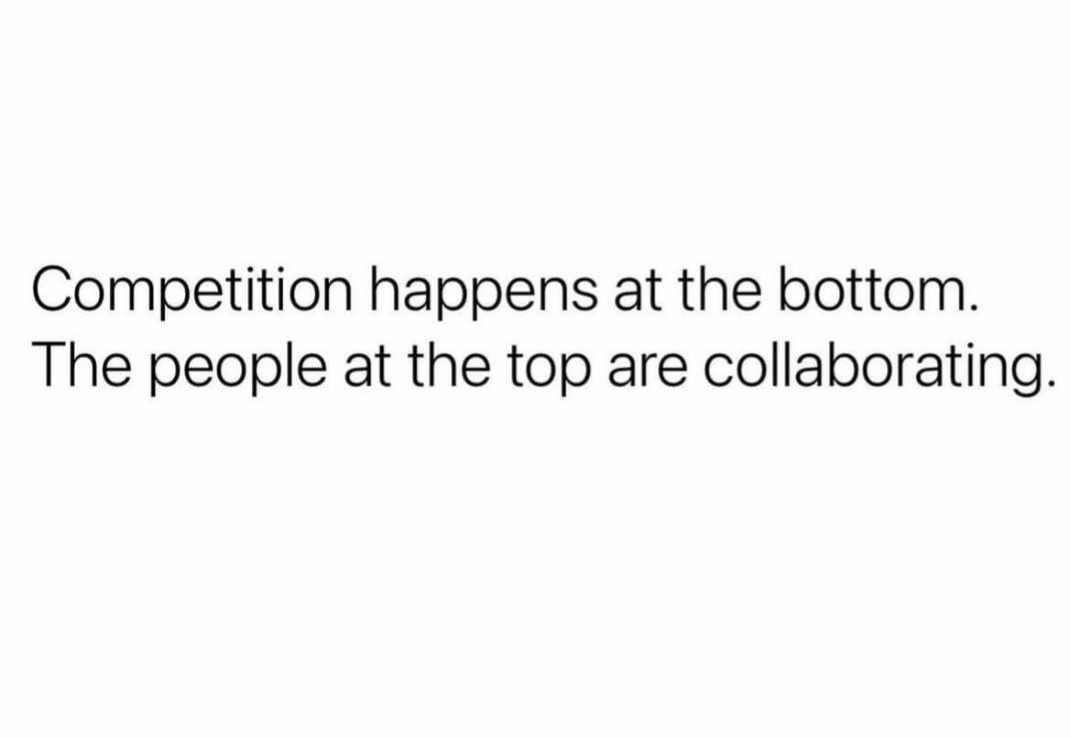 Competition happens at the bottom.
The people at the top are collaborating.